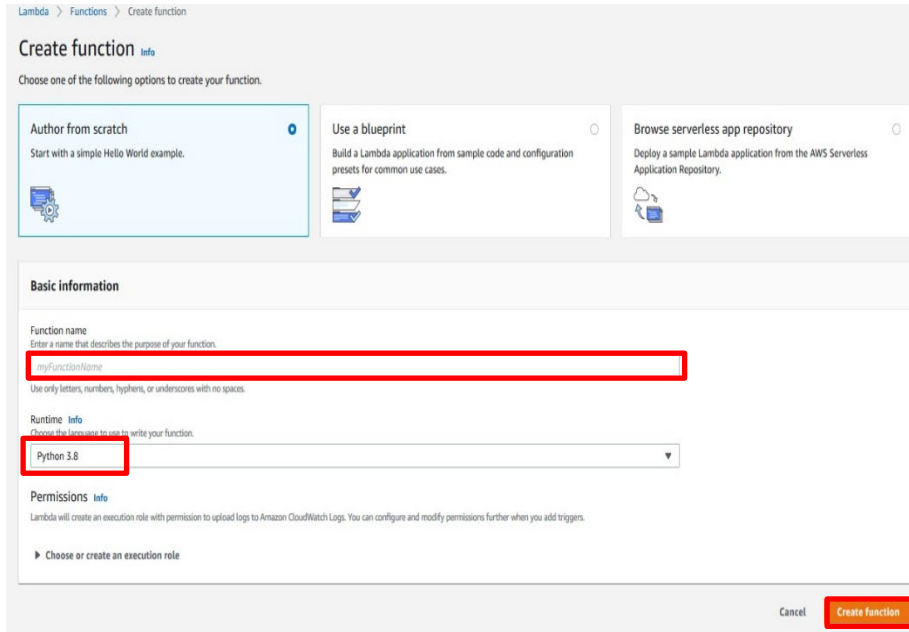 Lambda > Functions > Create function
Create function Info
Choose one of the following options to create your function.
Author from scratch
Start with a simple Hello World example.
Use a blueprint
Build a Lambda application from sample code and configuration
presets for common use cases.
Browse serverless app repository
Deploy a sample Lambda application from the AWS Serverless
Application Repository.
Basic information
Function name
Enter a name that describes the purpose of your function.
myFunctionName
Use only letters, numbers, hyphens, or underscores with no spaces.
Runtime Info
Choose the language to use to write your function.
Python 3.8
Permissions Info
Lambda will create an execution role with permission to upload logs to Amazon CloudWatch Logs. You can configure and modify permissions further when you add triggers.
Choose or create an execution role
Cancel
Create function